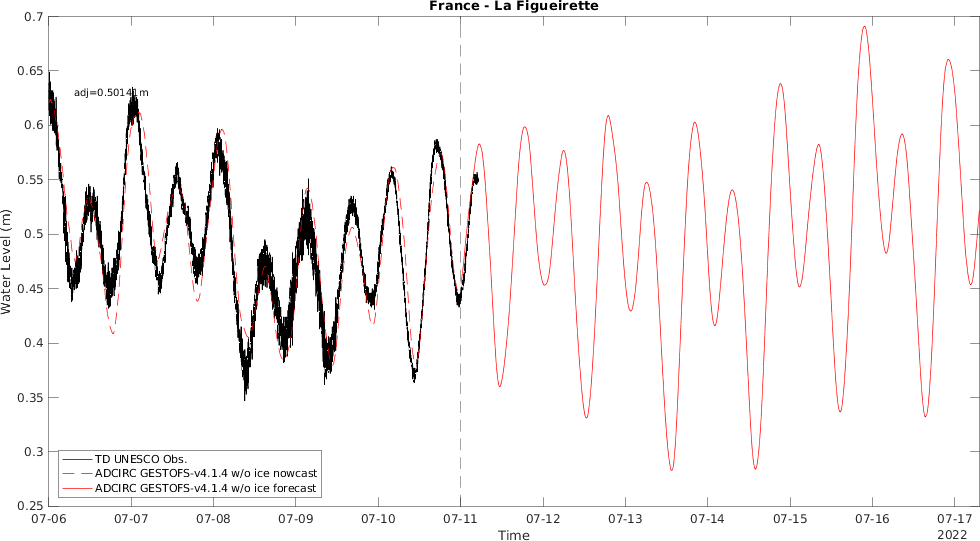 France - La Figueirette
Water Level (m)
0.7
0.65
0.6
0.55
0.5
0.45
0.4
0.35
0.3
0.25
adj=0.50141m
TD UNESCO Obs.
ADCIRC GESTOFS-v4.1.4 w/o ice nowcast
ADCIRC GESTOFS-v4.1.4 w/o ice forecast
07-06 07-07 07-08 07-09 07-10 07-11 07-12 07-13 07-14 07-15 07-16 07-17
Time 2022